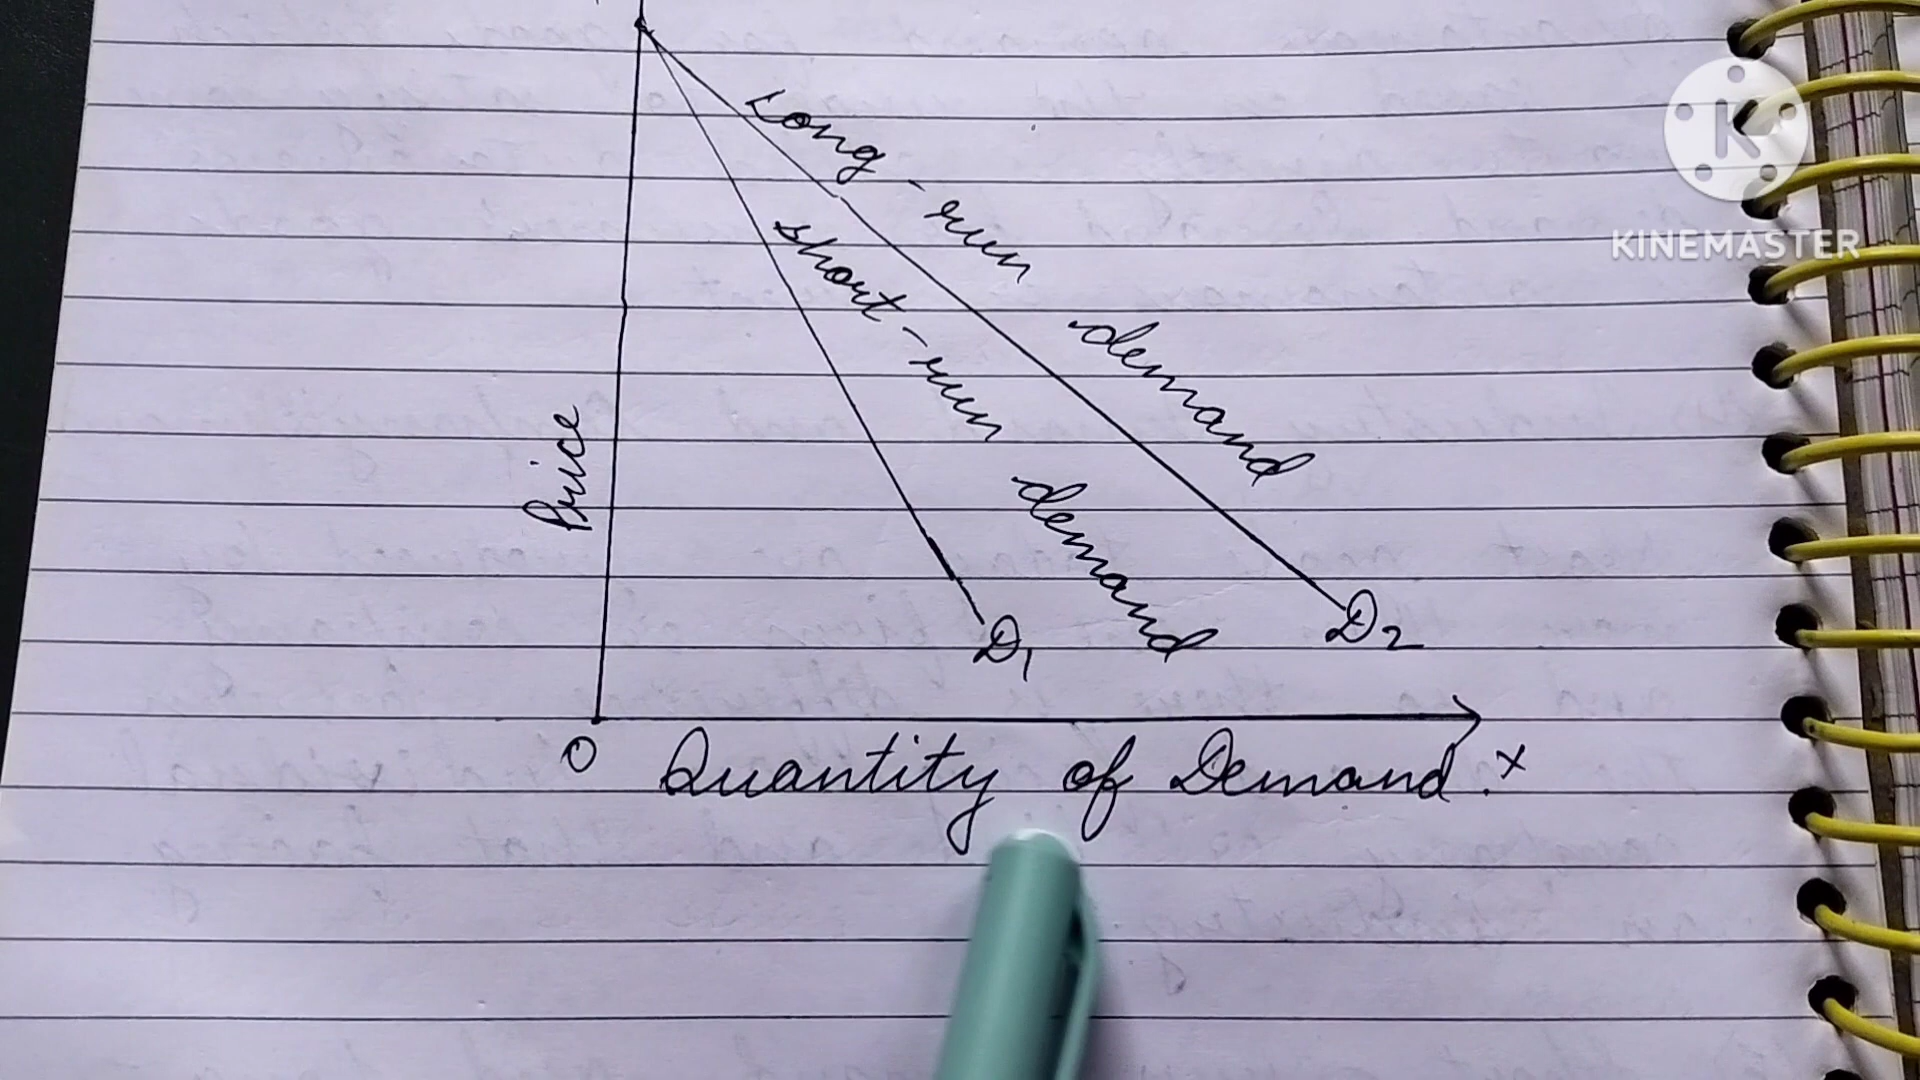 Long-run demand
short-run demand
Price
D1
D2
O
Quantity of Demand. x
K
KINEMASTER